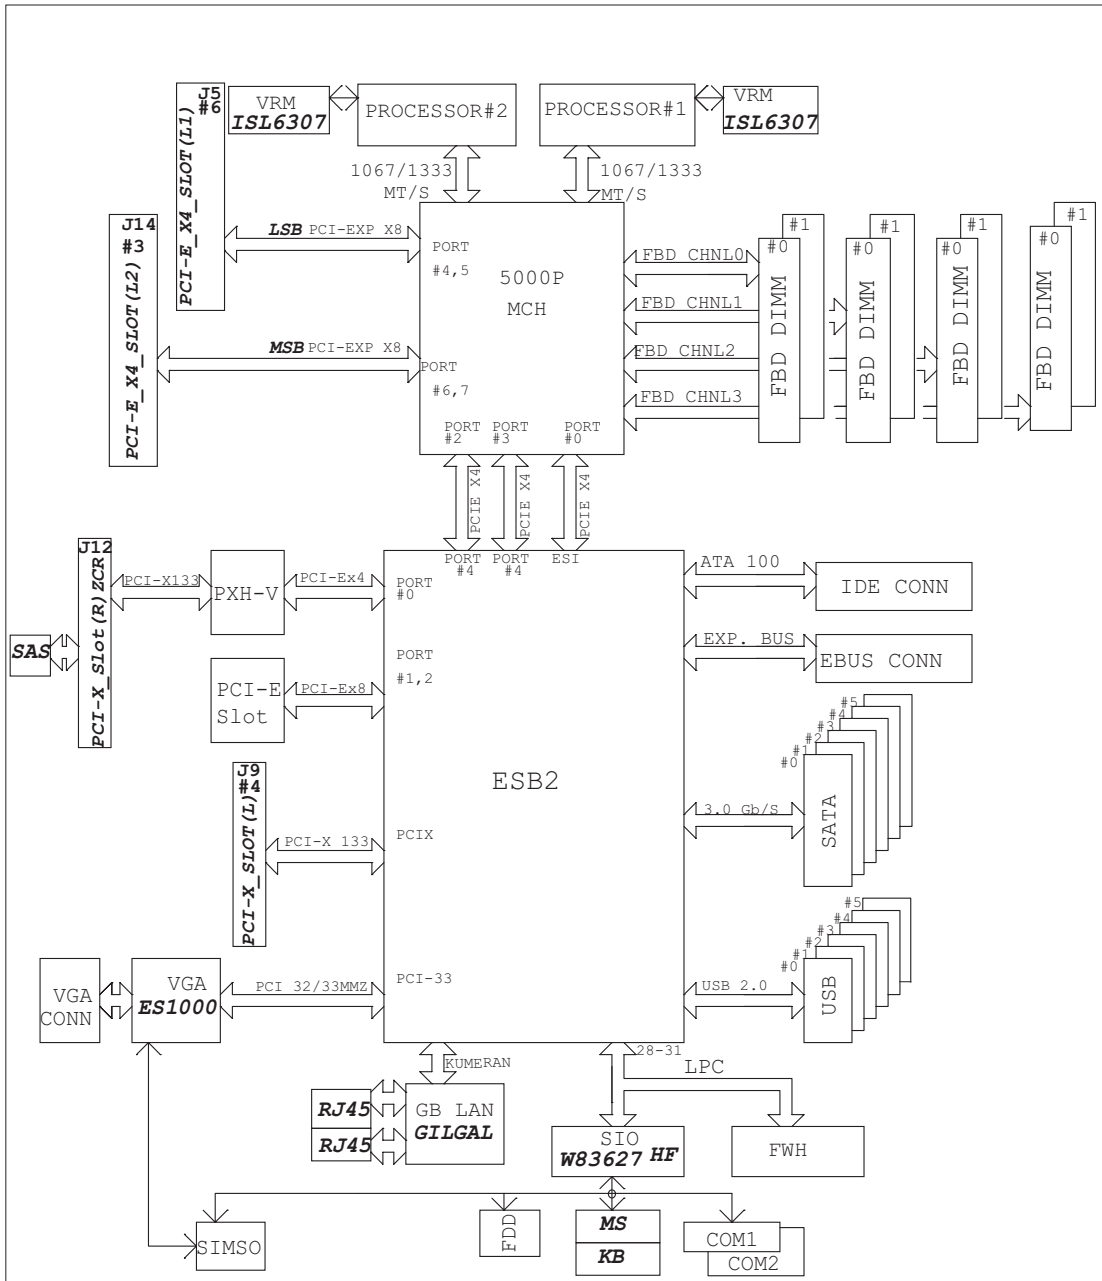 J5
#6
PCI-E_X4_SLOT(L1)
VRM
ISL6307
PROCESSOR#2
PROCESSOR#1
VRM
ISL6307
1067/1333
MT/S
1067/1333
MT/S
J14
#3
PCI-E_X4_SLOT(L2)
LSB PCI-EXP X8
PORT
#4,5
5000P
MCH
MSB PCI-EXP X8
PORT
#6,7
PORT
#2
PORT
#3
PORT
#0
FBD CHNL0
FBD CHNL1
FBD CHNL2
FBD CHNL3
#1
#0
FBD DIMM
#1
#0
FBD DIMM
#1
#0
FBD DIMM
#1
#0
FBD DIMM
PCIE X4
PCIE X4
PCIE X4
J12
PCI-X_Slot(R)ZCR
SAS
PCI-X133
PXH-V
PCI-Ex4
PORT
#0
PORT
#4
PORT
#4
ESI
PORT
#1,2
PCI-E
Slot
PCI-Ex8
ATA 100
IDE CONN
EXP. BUS
EBUS CONN
ESB2
J9
#4
PCI-X_SLOT(L)
PCI-X 133
PCIX
3.0 Gb/S
#5
#4
#3
#2
#1
#0
SATA
VGA
CONN
VGA
ES1000
PCI 32/33MMZ
PCI-33
USB 2.0
#5
#4
#3
#2
#1
#0
USB
KUMERAN
28-31
LPC
RJ45
RJ45
GB LAN
GILGAL
SIO
W83627 HF
FWH
SIMSO
FDD
MS
KB
COM1
COM2